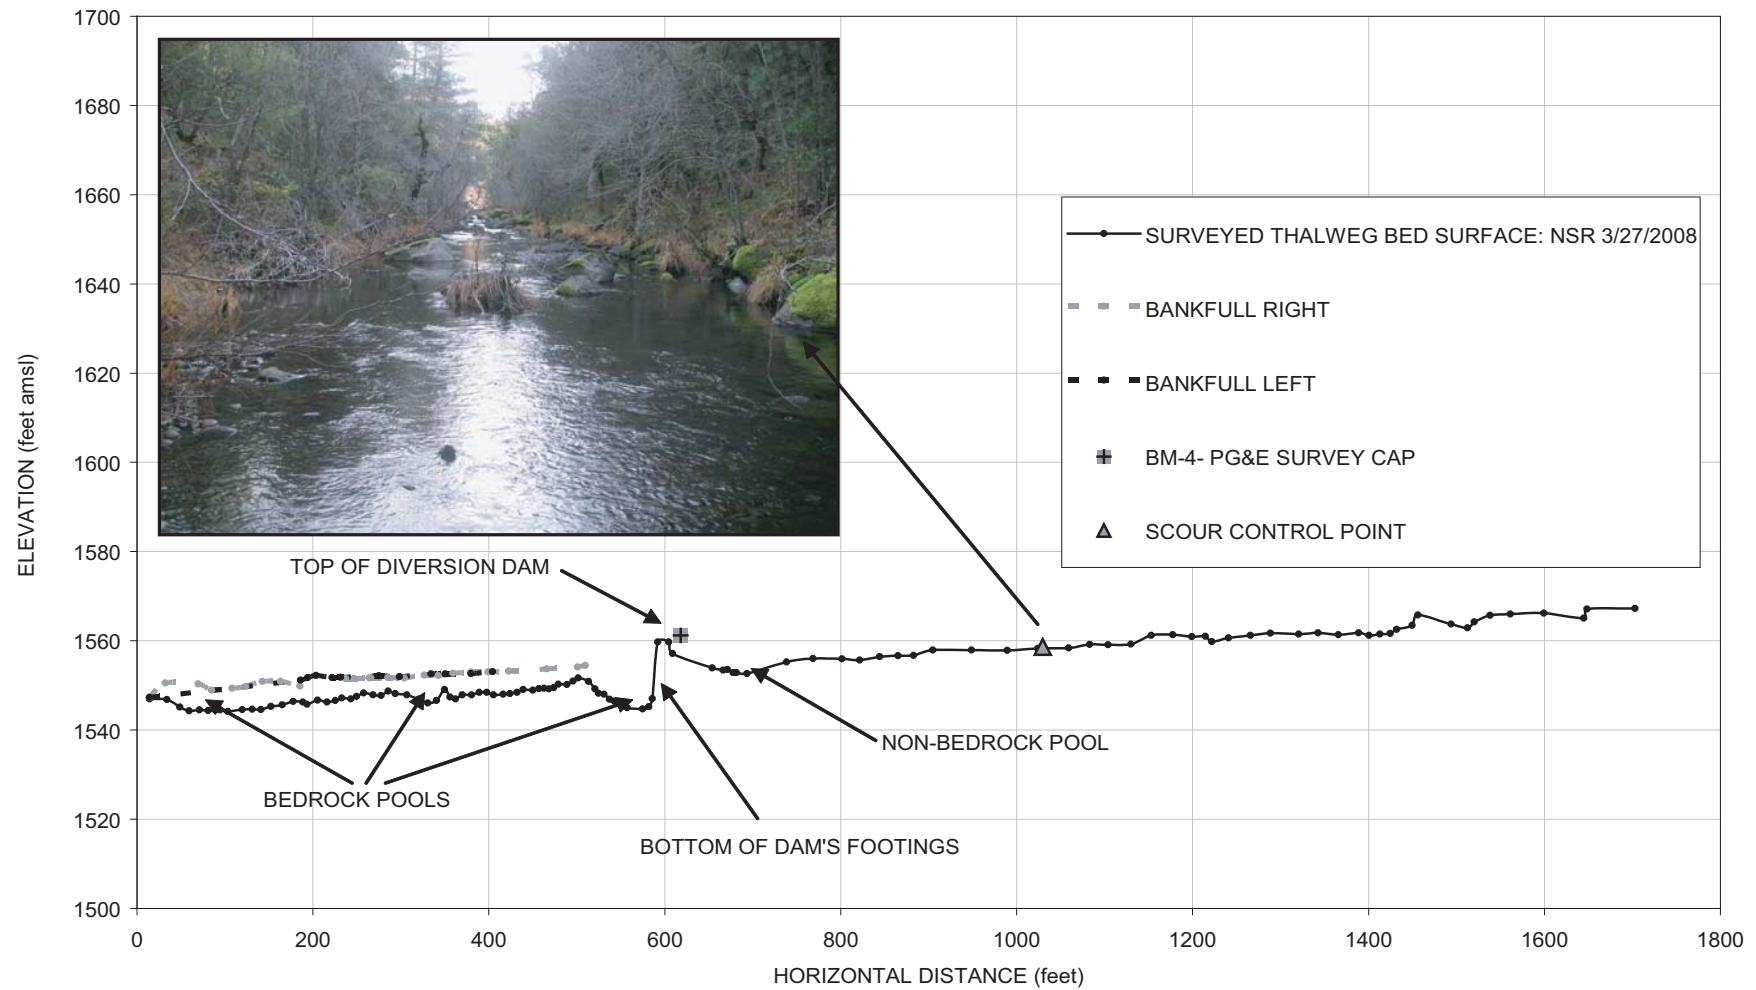 1700
1680
1660
1640
1620
1600
1580
1560
1540
1520
1500
ELEVATION (feet amsl)
SURVEYED THALWEG BED SURFACE: NSR 3/27/2008
BANKFULL RIGHT
BANKFULL LEFT
BM-4- PG&E SURVEY CAP
SCOUR CONTROL POINT
TOP OF DIVERSION DAM
NON-BEDROCK POOL
BEDROCK POOLS
BOTTOM OF DAM'S FOOTINGS
0 200 400 600 800 1000 1200 1400 1600 1800
HORIZONTAL DISTANCE (feet)